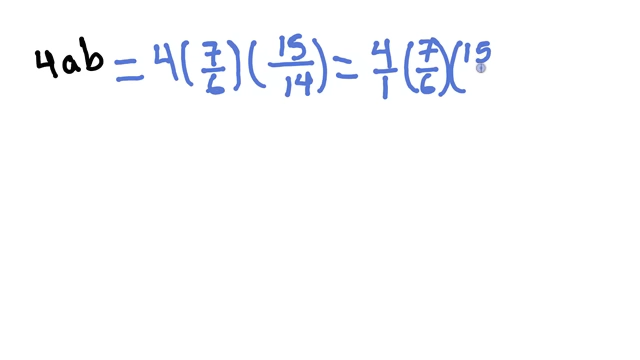 4ab = 4(7/6)(15/14) = 4/1(7/6)(15